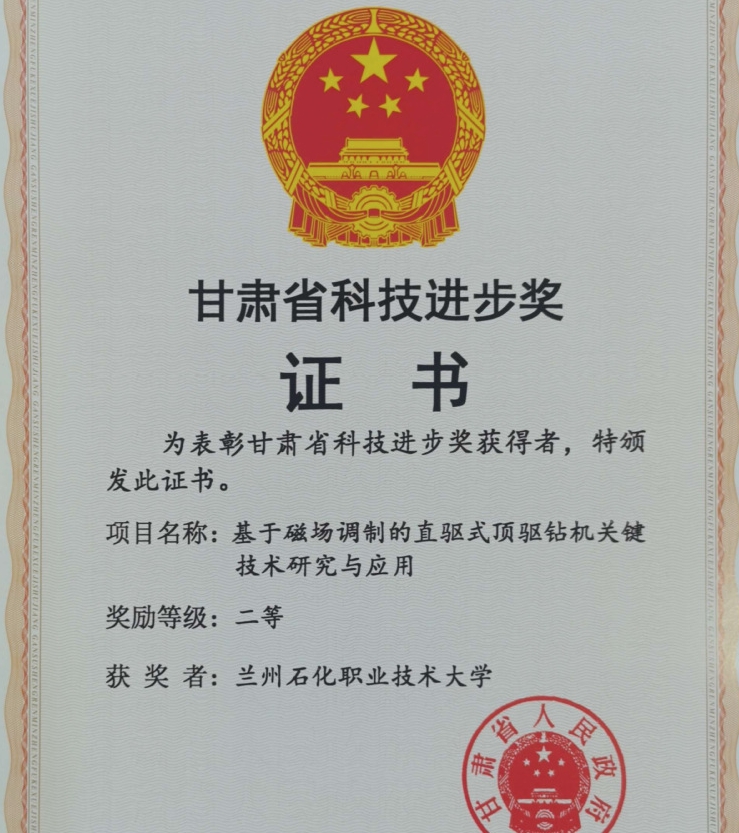 甘肃省科技进步奖
证 书
为表彰甘肃省科技进步奖获得者，特颁
发此证书。
项目名称：基于磁场调制的直驱式顶驱钻机关键
技术研究与应用
奖励等级：二等
获 奖 者：兰州石化职业技术大学
甘肃省人民政府